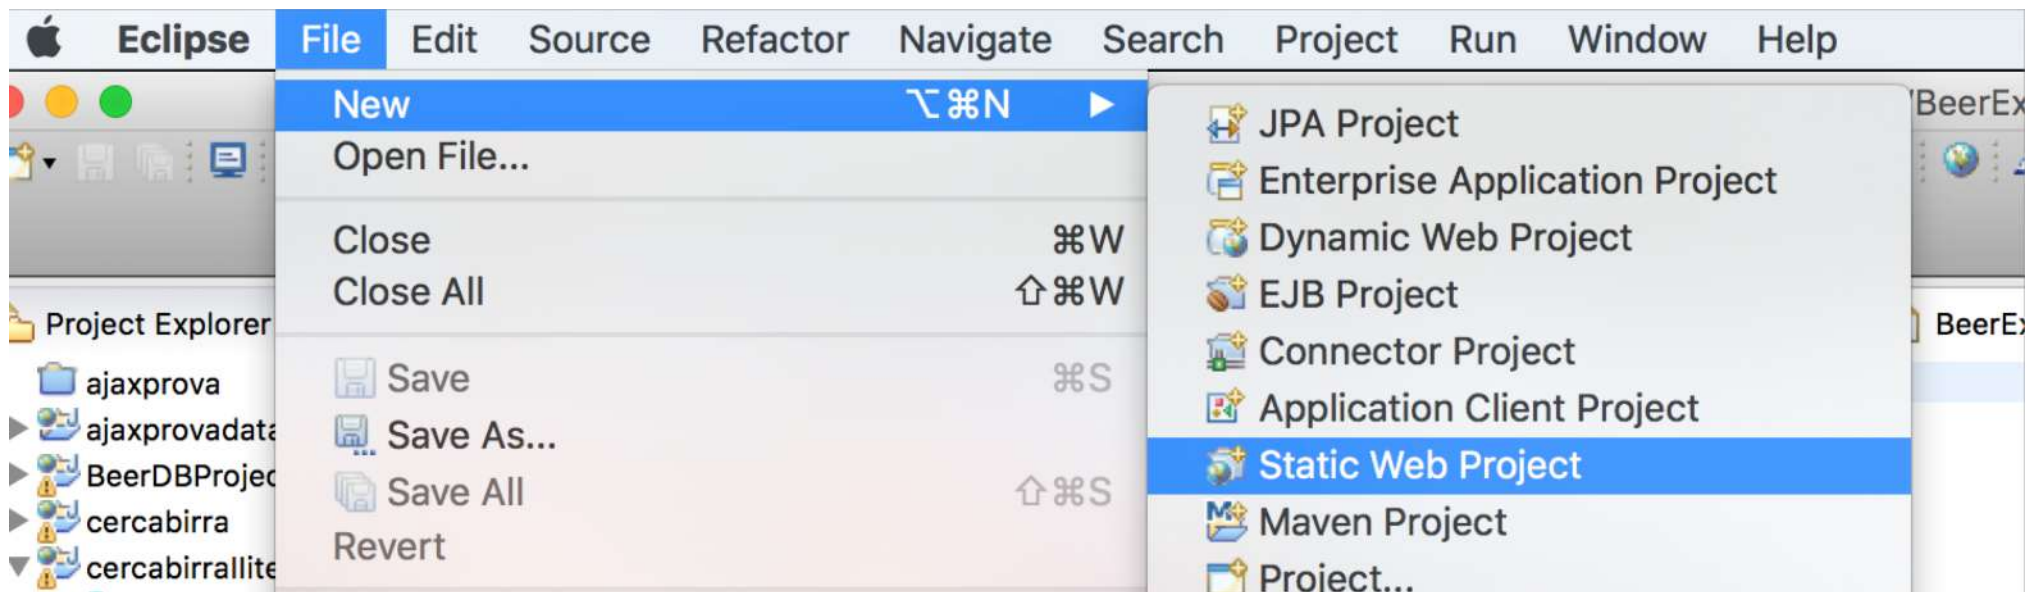 Eclipse File Edit Source Refactor Navigate Search Project Run Window Help
New ⌥⌘N ▶
Open File...
Close ⌘W
Close All ⇧⌘W
Save ⌘S
Save As...
Save All ⇧⌘S
Revert
JPA Project
Enterprise Application Project
Dynamic Web Project
EJB Project
Connector Project
Application Client Project
Static Web Project
Maven Project
Project...
Project Explorer
ajaxprova
ajaxprovadata
BeerDBProjec
cercabirra
cercabirrallite
/BeerEx
BeerEx